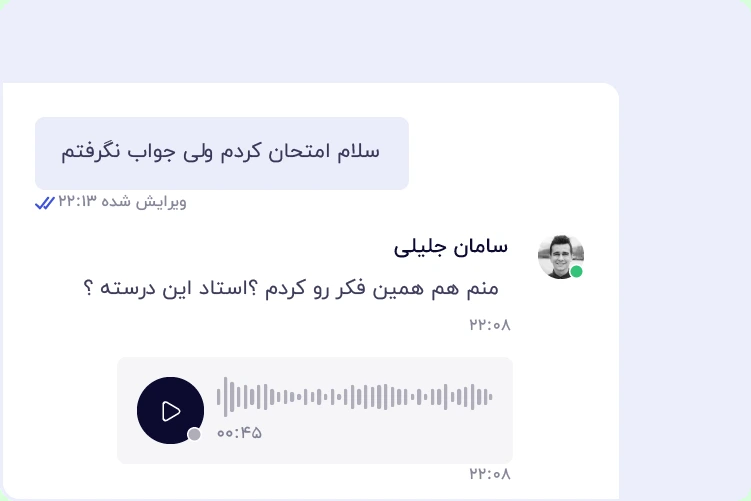 سلام امتحان کردم ولی جواب نگرفتم
ویرایش شده ۲۲:۱۳
سامان جلیلی
منم هم همین فکر رو کردم ؟استاد این درسته ؟
۲۲:۰۸
۰۰:۴۵
۲۲:۰۸